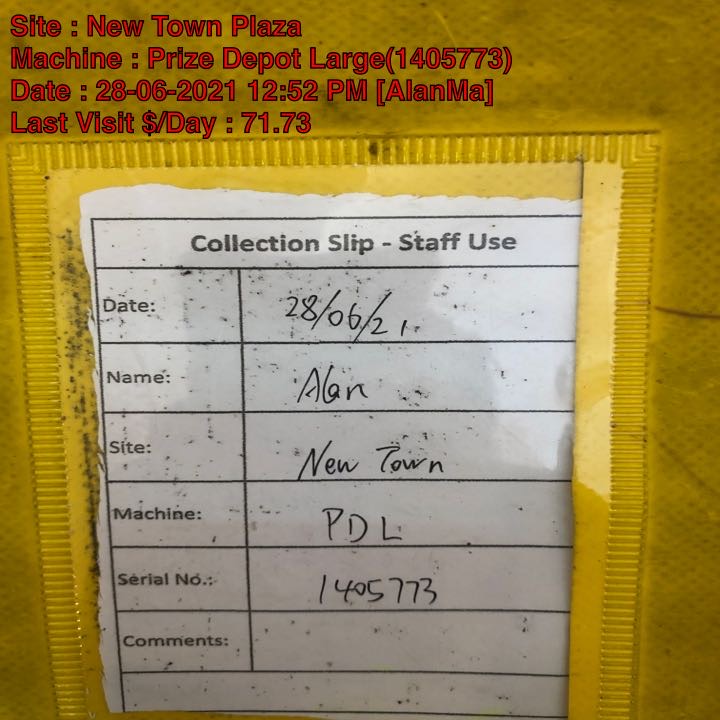 Site : New Town Plaza
Machine : Prize Depot Large(1405773)
Date : 28-06-2021 12:52 PM [AlanMa]
Last Visit $/Day : 71.73
Collection Slip - Staff Use
Date: 28/06/21
Name: Alan
Site: New Town
Machine: PDL
Serial No.: 1405773
Comments: